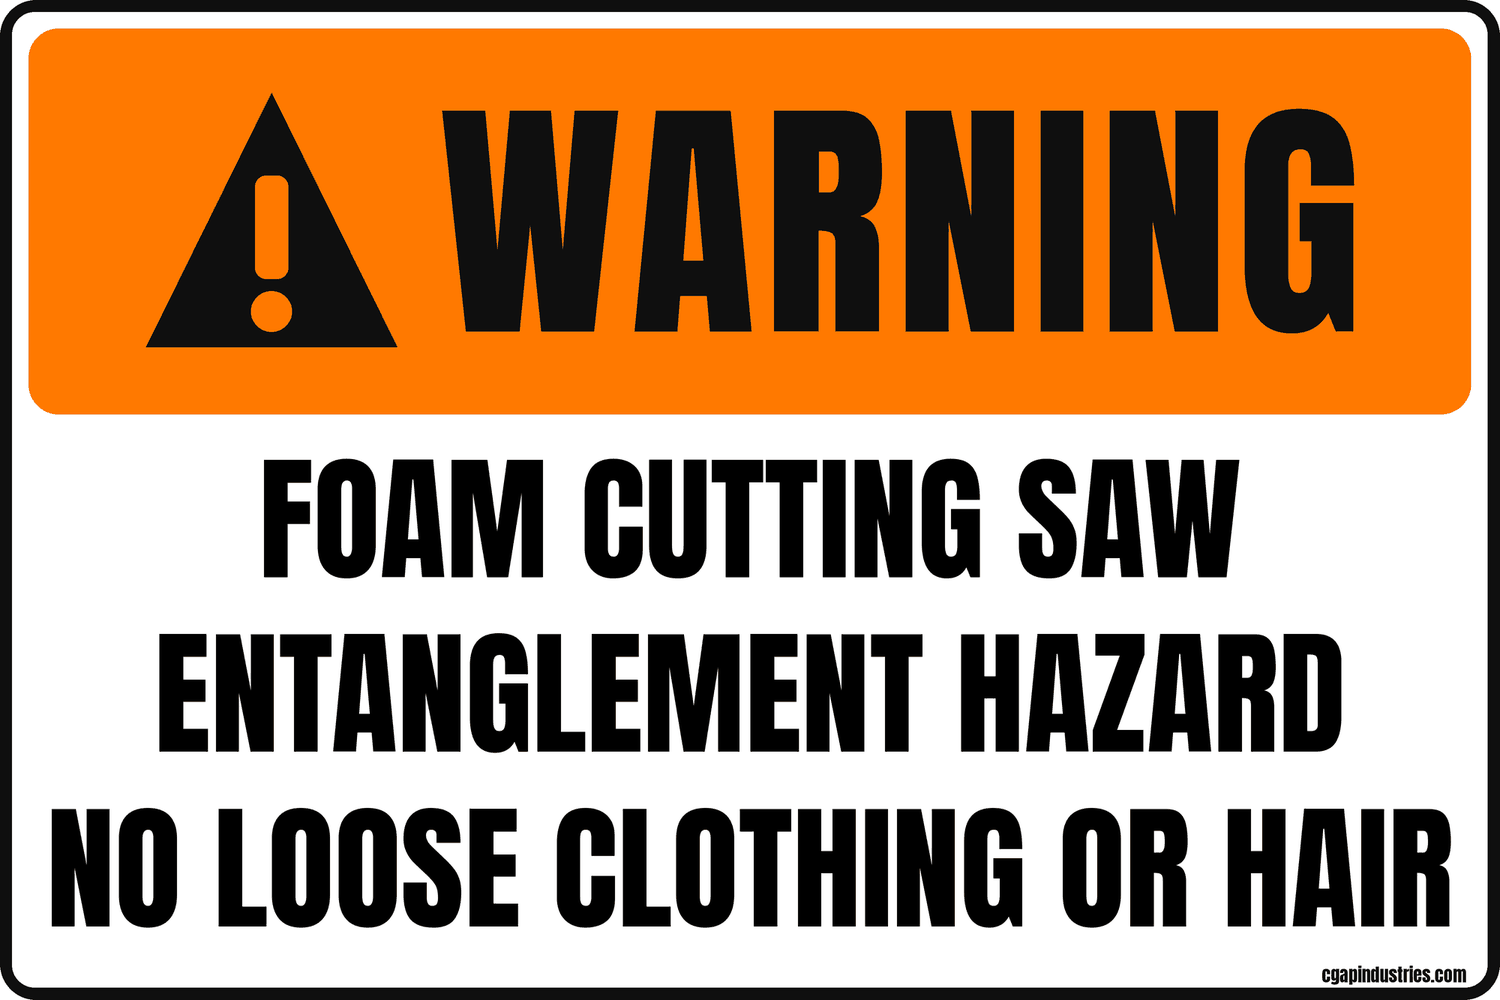 WARNING
FOAM CUTTING SAW
ENTANGLEMENT HAZARD
NO LOOSE CLOTHING OR HAIR
cgapindustries.com